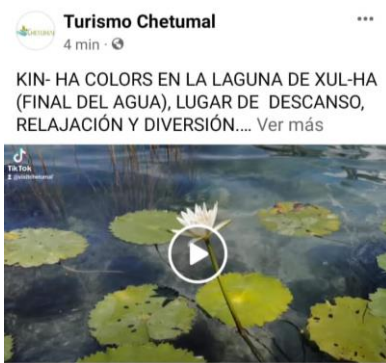 Turismo Chetumal
4 min ·
KIN- HA COLORS EN LA LAGUNA DE XUL-HA
(FINAL DEL AGUA), LUGAR DE DESCANSO,
RELAJACIÓN Y DIVERSIÓN.... Ver más
TikTok
@visitchetumal